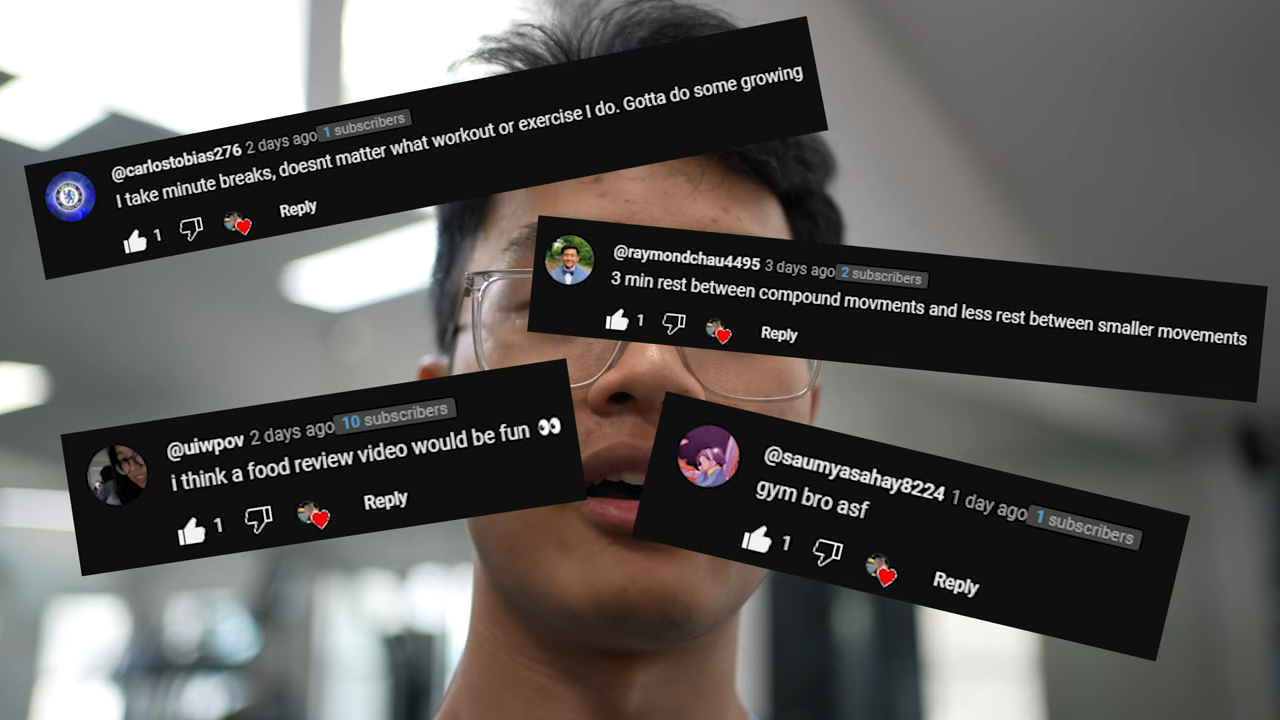 @carlostobias276 2 days ago 1 subscribers
I take minute breaks, doesnt matter what workout or exercise I do. Gotta do some growing
1 Reply
@raymondchau4495 3 days ago 2 subscribers
3 min rest between compound movments and less rest between smaller movements
1 Reply
@uiwpov 2 days ago 10 subscribers
i think a food review video would be fun 👀
1 Reply
@saumyasahay8224 1 day ago 1 subscribers
gym bro asf
1 Reply